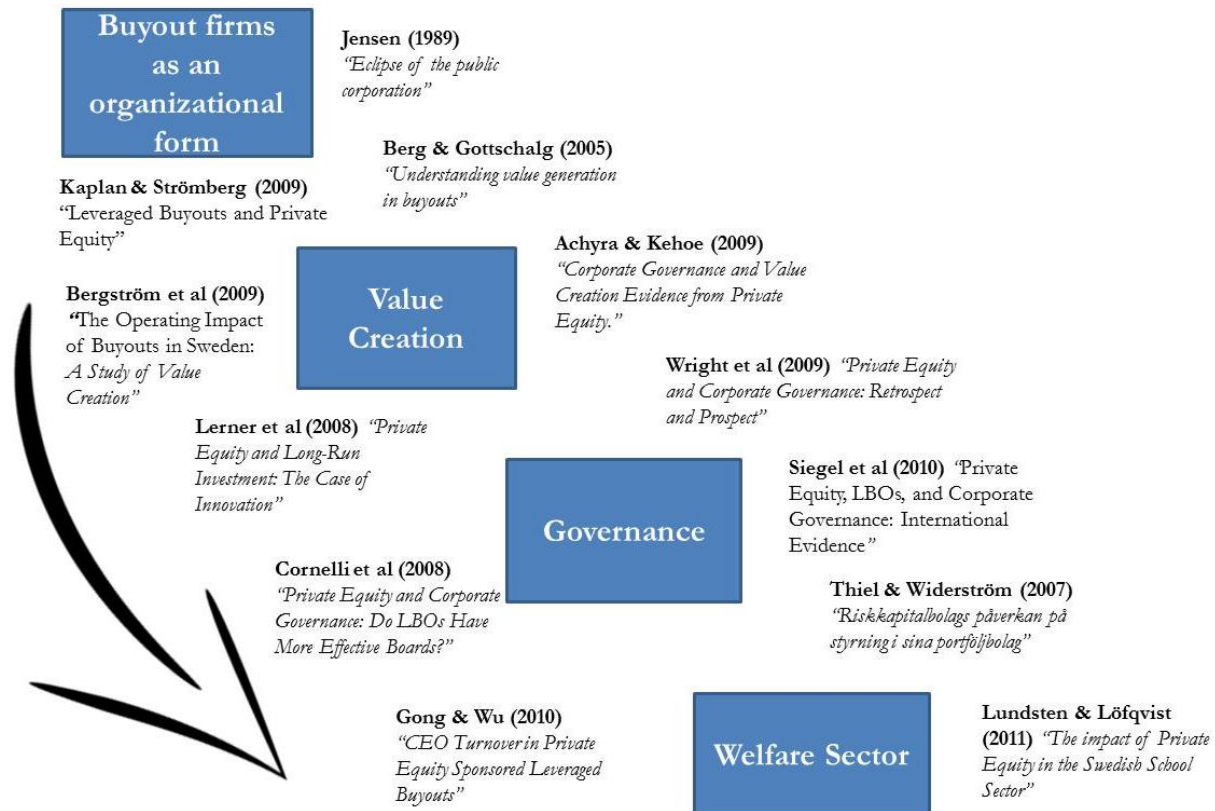 Buyout firms
as an
organizational
form
Jensen (1989)
“Eclipse of the public
corporation”
Berg & Gottschalg (2005)
“Understanding value generation
in buyouts”
Kaplan & Strömberg (2009)
“Leveraged Buyouts and Private
Equity”
Value
Creation
Achyra & Kehoe (2009)
“Corporate Governance and Value
Creation Evidence from Private
Equity.”
Bergström et al (2009)
“The Operating Impact
of Buyouts in Sweden:
A Study of Value
Creation”
Wright et al (2009) “Private Equity
and Corporate Governance: Retrospect
and Prospect”
Lerner et al (2008) “Private
Equity and Long-Run
Investment: The Case of
Innovation”
Governance
Siegel et al (2010) “Private
Equity, LBOs, and Corporate
Governance: International
Evidence”
Cornelli et al (2008)
“Private Equity and Corporate
Governance: Do LBOs Have
More Effective Boards?”
Thiel & Widerström (2007)
“Riskkapitalbolags påverkan på
styrning i sina portföljbolag”
Gong & Wu (2010)
“CEO Turnover in Private
Equity Sponsored Leveraged
Buyouts”
Welfare Sector
Lundsten & Löfqvist
(2011) “The impact of Private
Equity in the Swedish School
Sector”